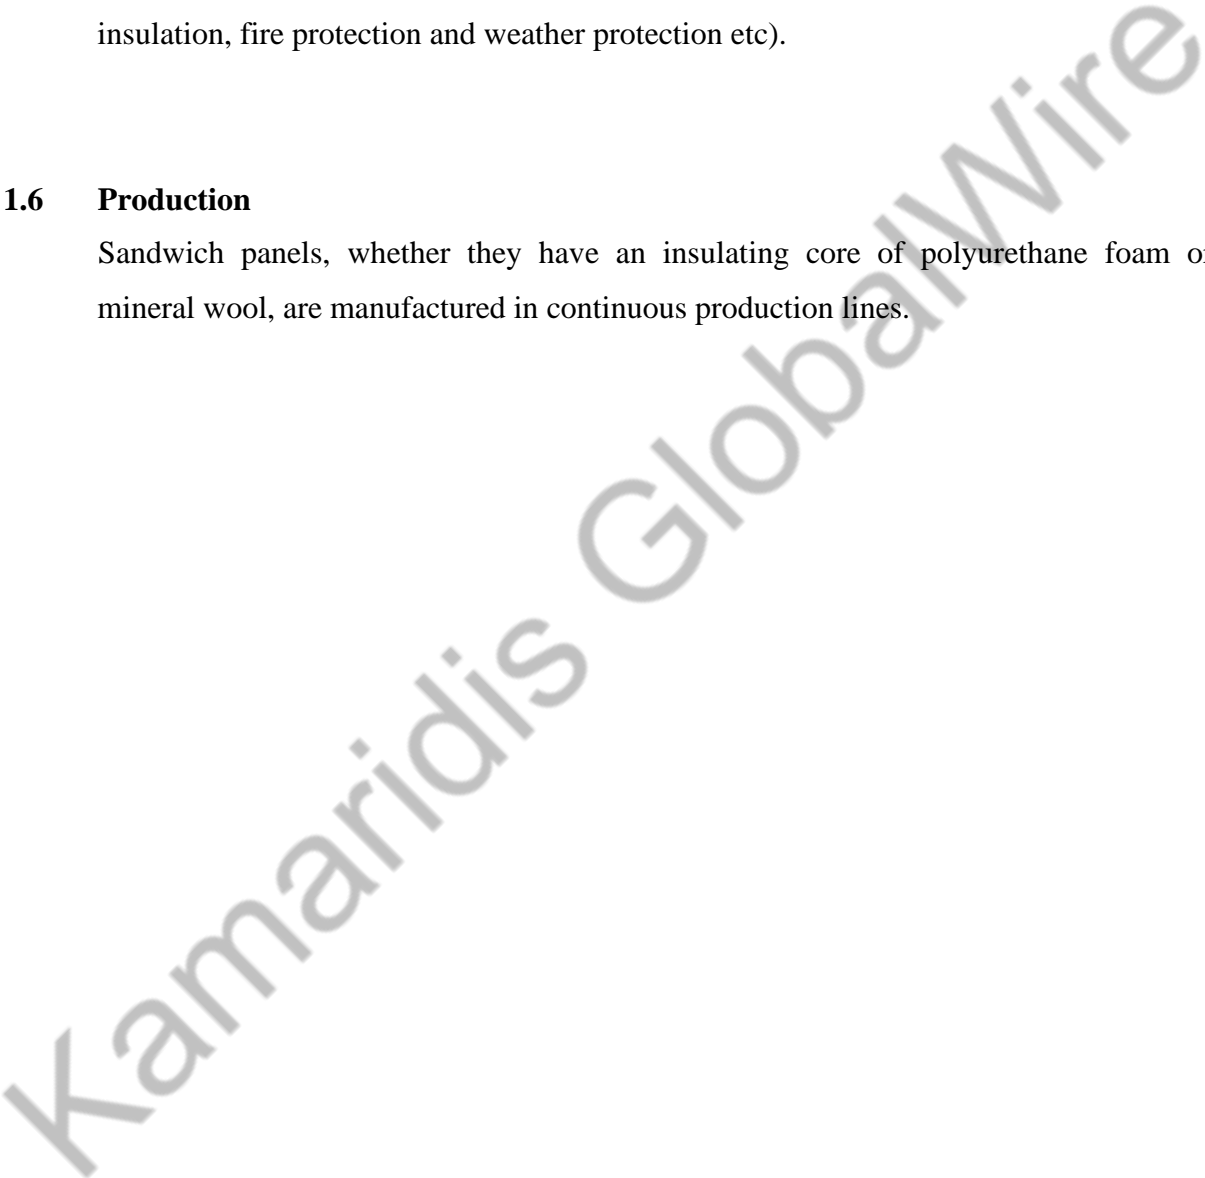 insulation, fire protection and weather protection etc).
1.6 Production
Sandwich panels, whether they have an insulating core of polyurethane foam or
mineral wool, are manufactured in continuous production lines.
Kamaridis GlobalWire